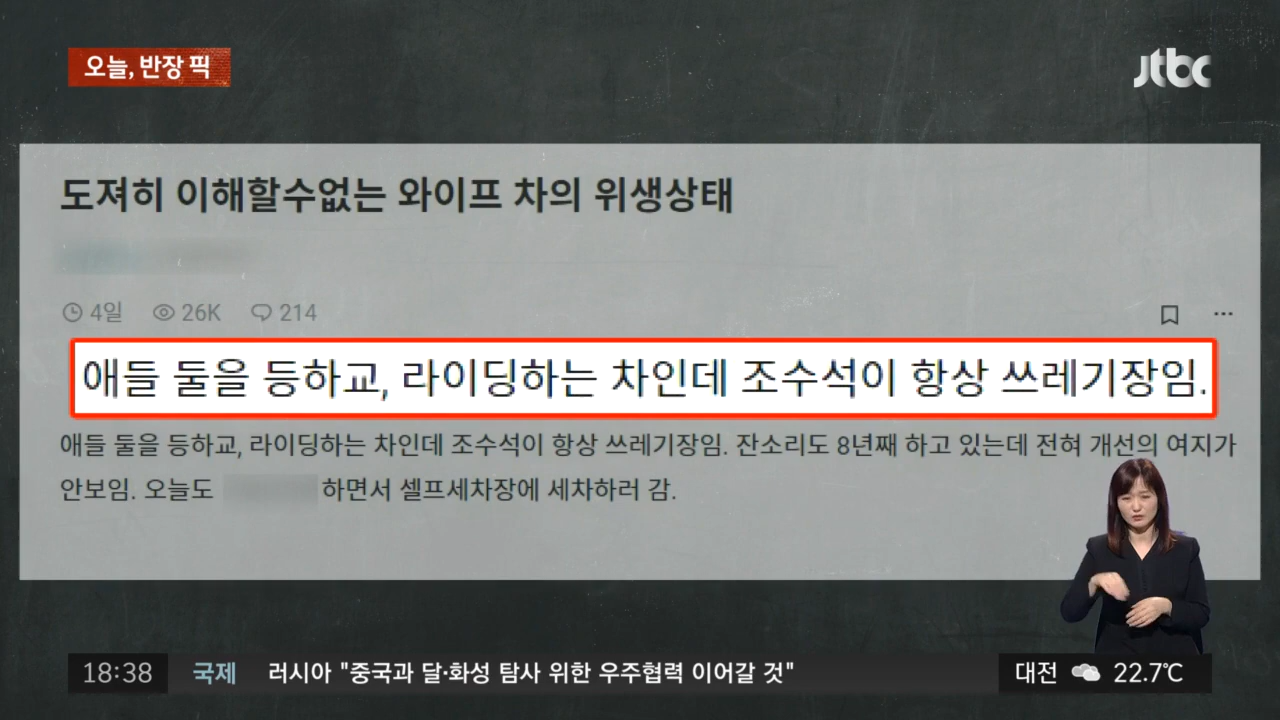 오늘, 반장 픽
jtbc
도져히 이해할수없는 와이프 차의 위생상태
4일 26K 214
애들 둘을 등하교, 라이딩하는 차인데 조수석이 항상 쓰레기장임.
애들 둘을 등하교, 라이딩하는 차인데 조수석이 항상 쓰레기장임. 잔소리도 8년째 하고 있는데 전혀 개선의 여지가
안보임. 오늘도 하면서 셀프세차장에 세차하러 감.
18:38 국제 러시아 "중국과 달·화성 탐사 위한 우주협력 이어갈 것" 대전 22.7℃